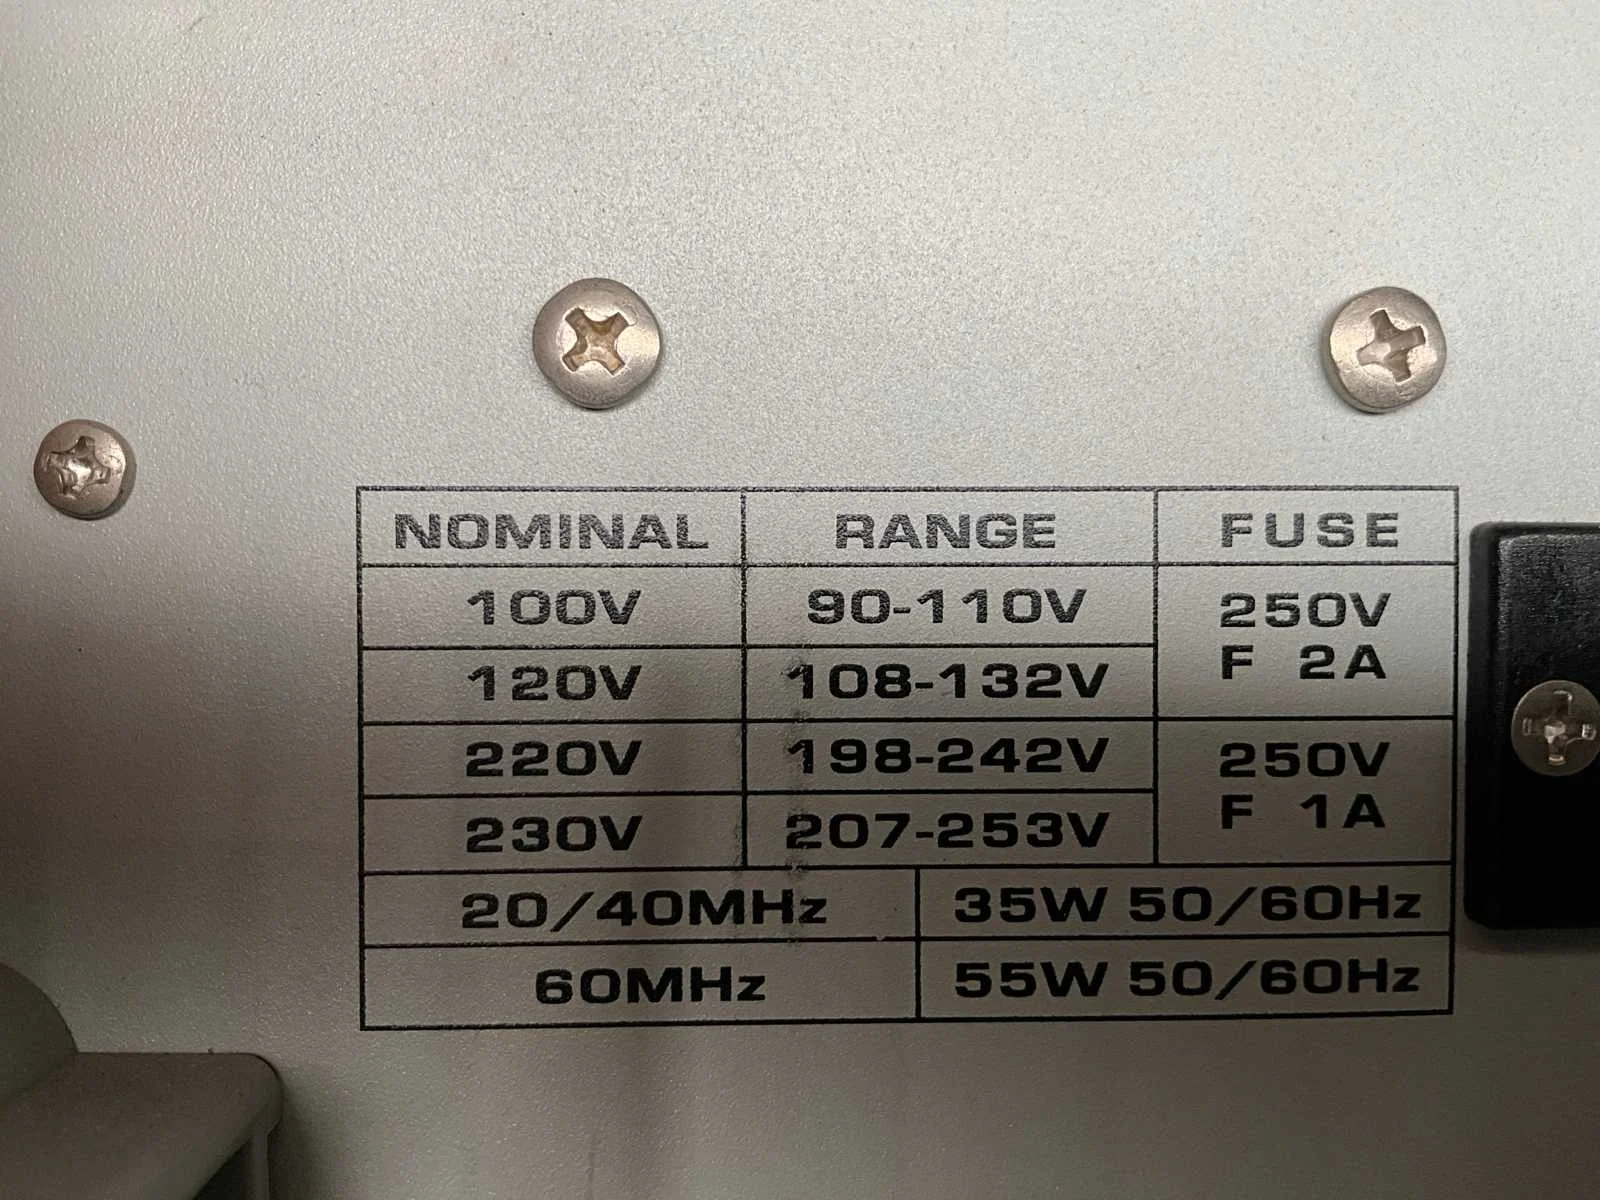 NOMINAL RANGE FUSE
100V 90-110V 250V
F 2A
120V 108-132V
220V 198-242V 250V
F 1A
230V 207-253V
20/40MHz 35W 50/60Hz
60MHz 55W 50/60Hz